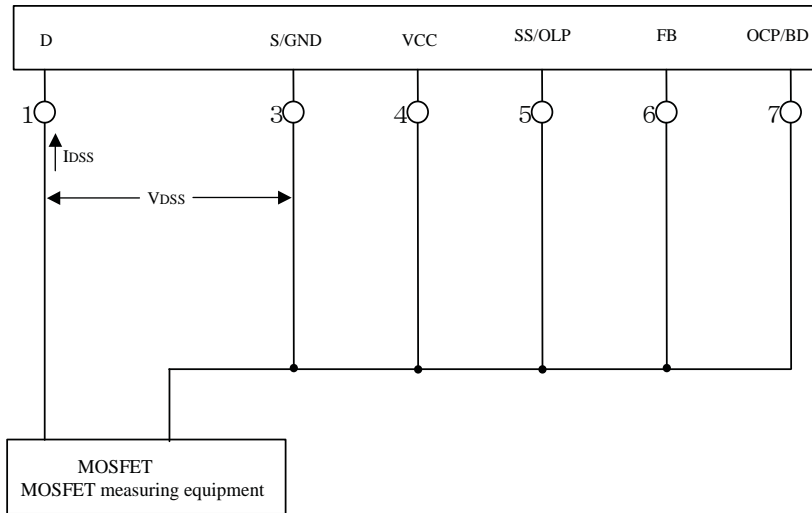 D S/GND VCC SS/OLP FB OCP/BD
1 3 4 5 6 7
IDSS
VDSS
MOSFET
MOSFET measuring equipment